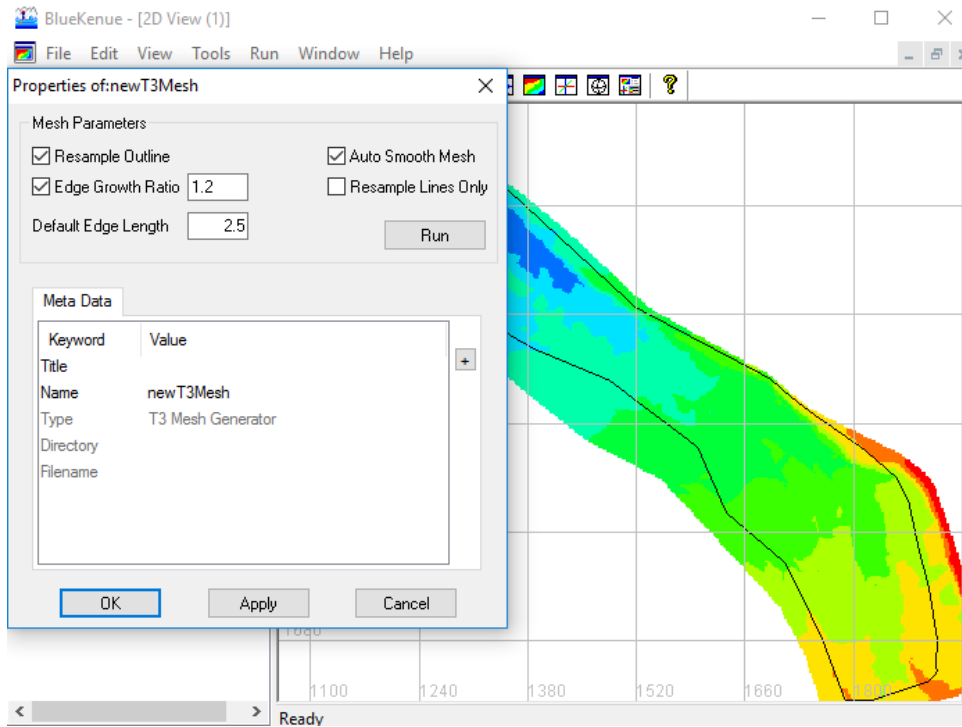 BlueKenue - [2D View (1)]
File Edit View Tools Run Window Help
Properties of:newT3Mesh
Mesh Parameters
Resample Outline
Auto Smooth Mesh
Edge Growth Ratio 1.2
Resample Lines Only
Default Edge Length 2.5
Run
Meta Data
Keyword Value
+
Title
Name newT3Mesh
Type T3 Mesh Generator
Directory
Filename
OK Apply Cancel
1680
1100 1240 1380 1520 1660 1800
Ready